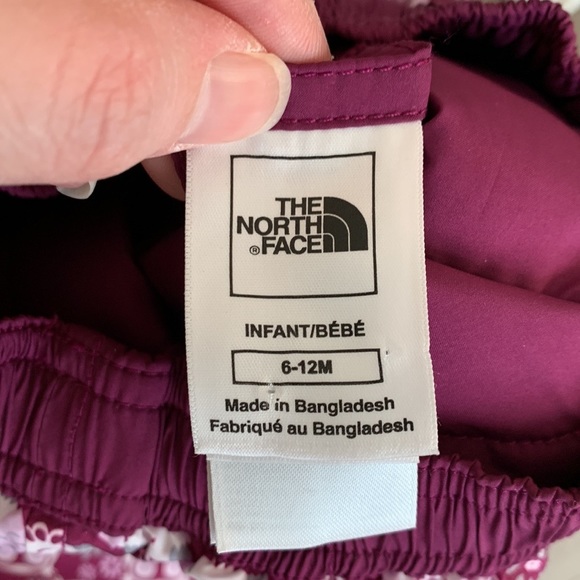 THE
NORTH
® FACE
INFANT/BÉBÉ
6-12M
Made in Bangladesh
Fabriqué au Bangladesh